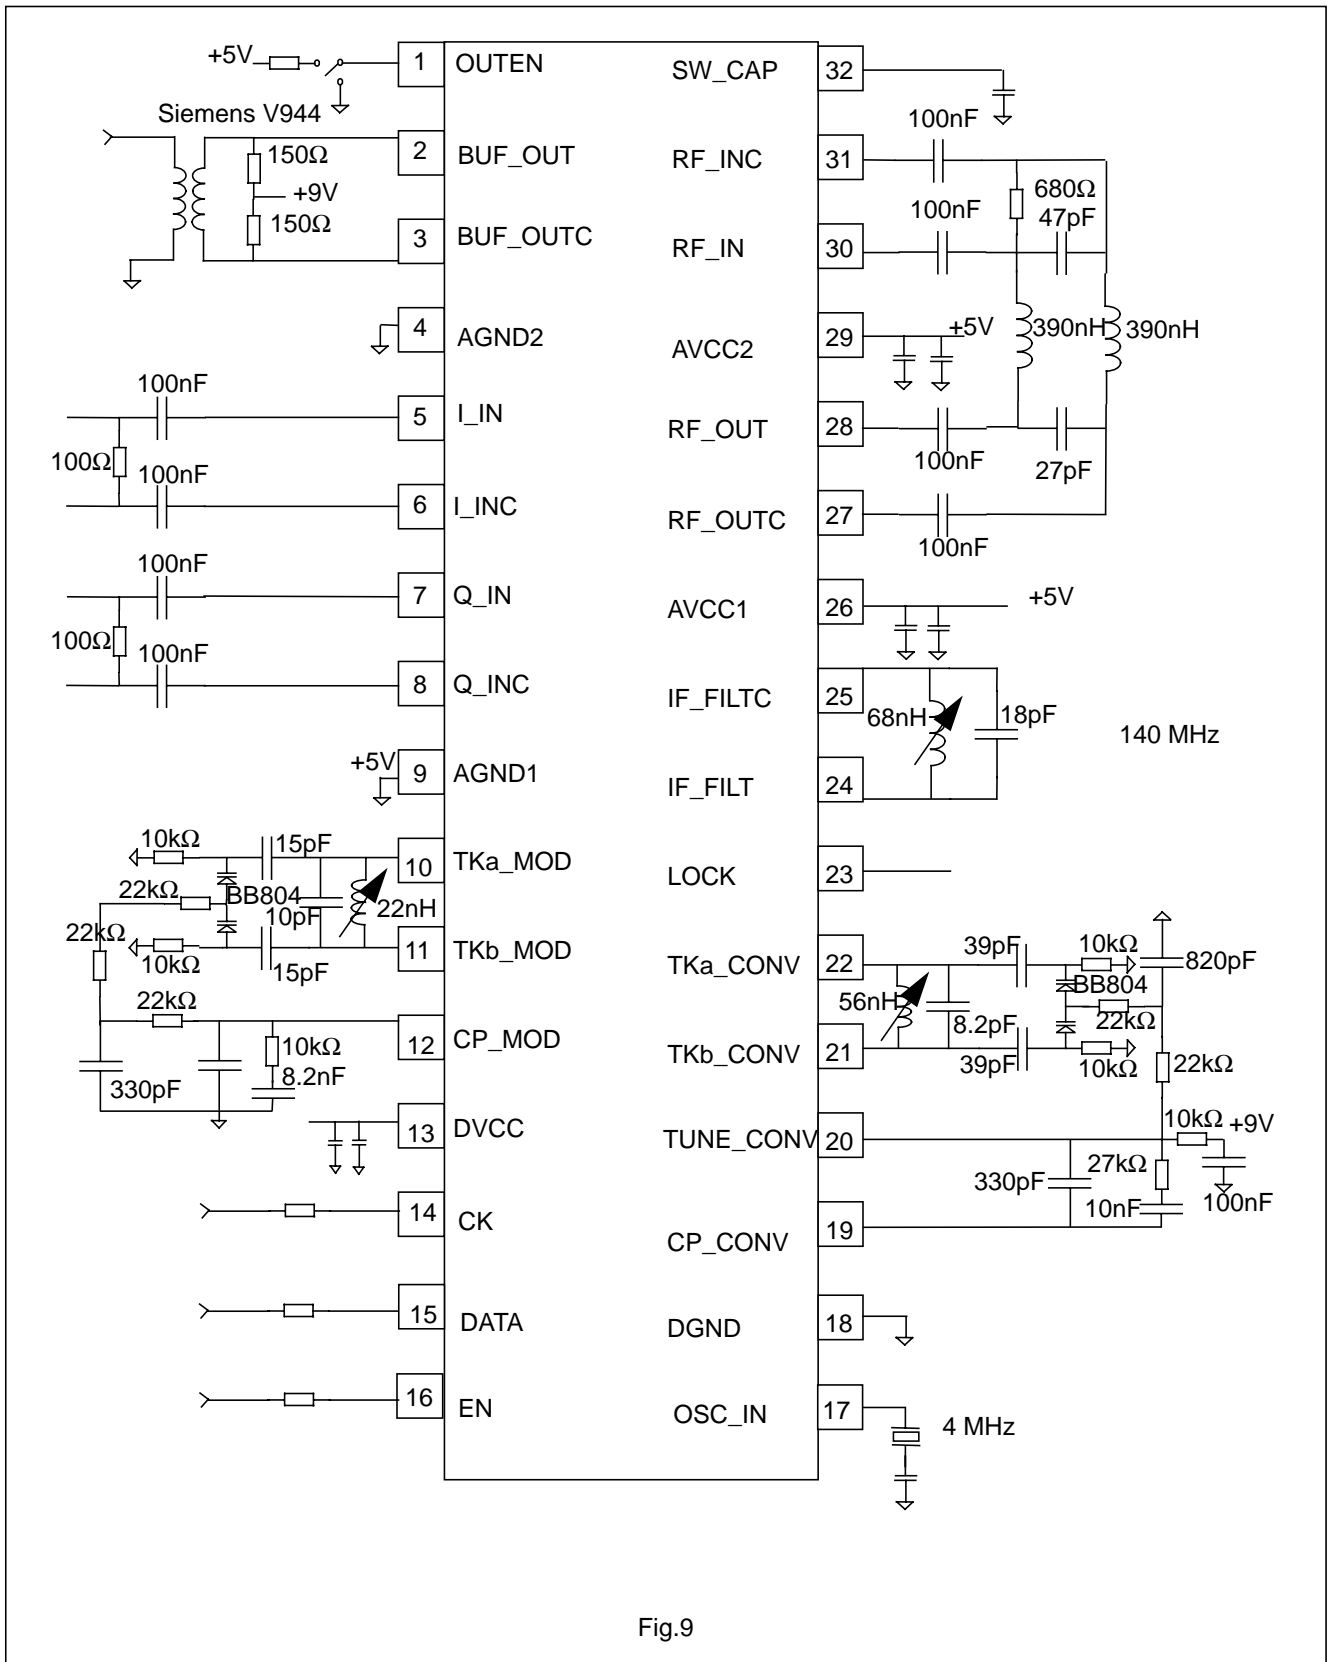 +5V
1
OUTEN
Siemens V944
2
BUF_OUT
150Ω
+9V
150Ω
3
BUF_OUTC
4
AGND2
100nF
5
I_IN
100Ω
100nF
6
I_INC
100nF
7
Q_IN
100Ω
100nF
8
Q_INC
+5V
9
AGND1
10kΩ
15pF
10
TKa_MOD
22kΩ
BB804
10pF
22nH
22kΩ
10kΩ
15pF
11
TKb_MOD
22kΩ
12
CP_MOD
10kΩ
330pF
8.2nF
13
DVCC
14
CK
15
DATA
16
EN
SW_CAP
32
100nF
RF_INC
31
680Ω
100nF
47pF
RF_IN
30
+5V
390nH
390nH
AVCC2
29
RF_OUT
28
100nF
27pF
RF_OUTC
27
100nF
AVCC1
26
+5V
IF_FILTC
25
68nH
18pF
140 MHz
IF_FILT
24
LOCK
23
39pF
10kΩ
TKa_CONV
22
820pF
BB804
56nH
8.2pF
22kΩ
TKb_CONV
21
39pF
10kΩ
22kΩ
TUNE_CONV
20
10kΩ
+9V
27kΩ
330pF
10nF
100nF
CP_CONV
19
DGND
18
OSC_IN
17
4 MHz
Fig.9